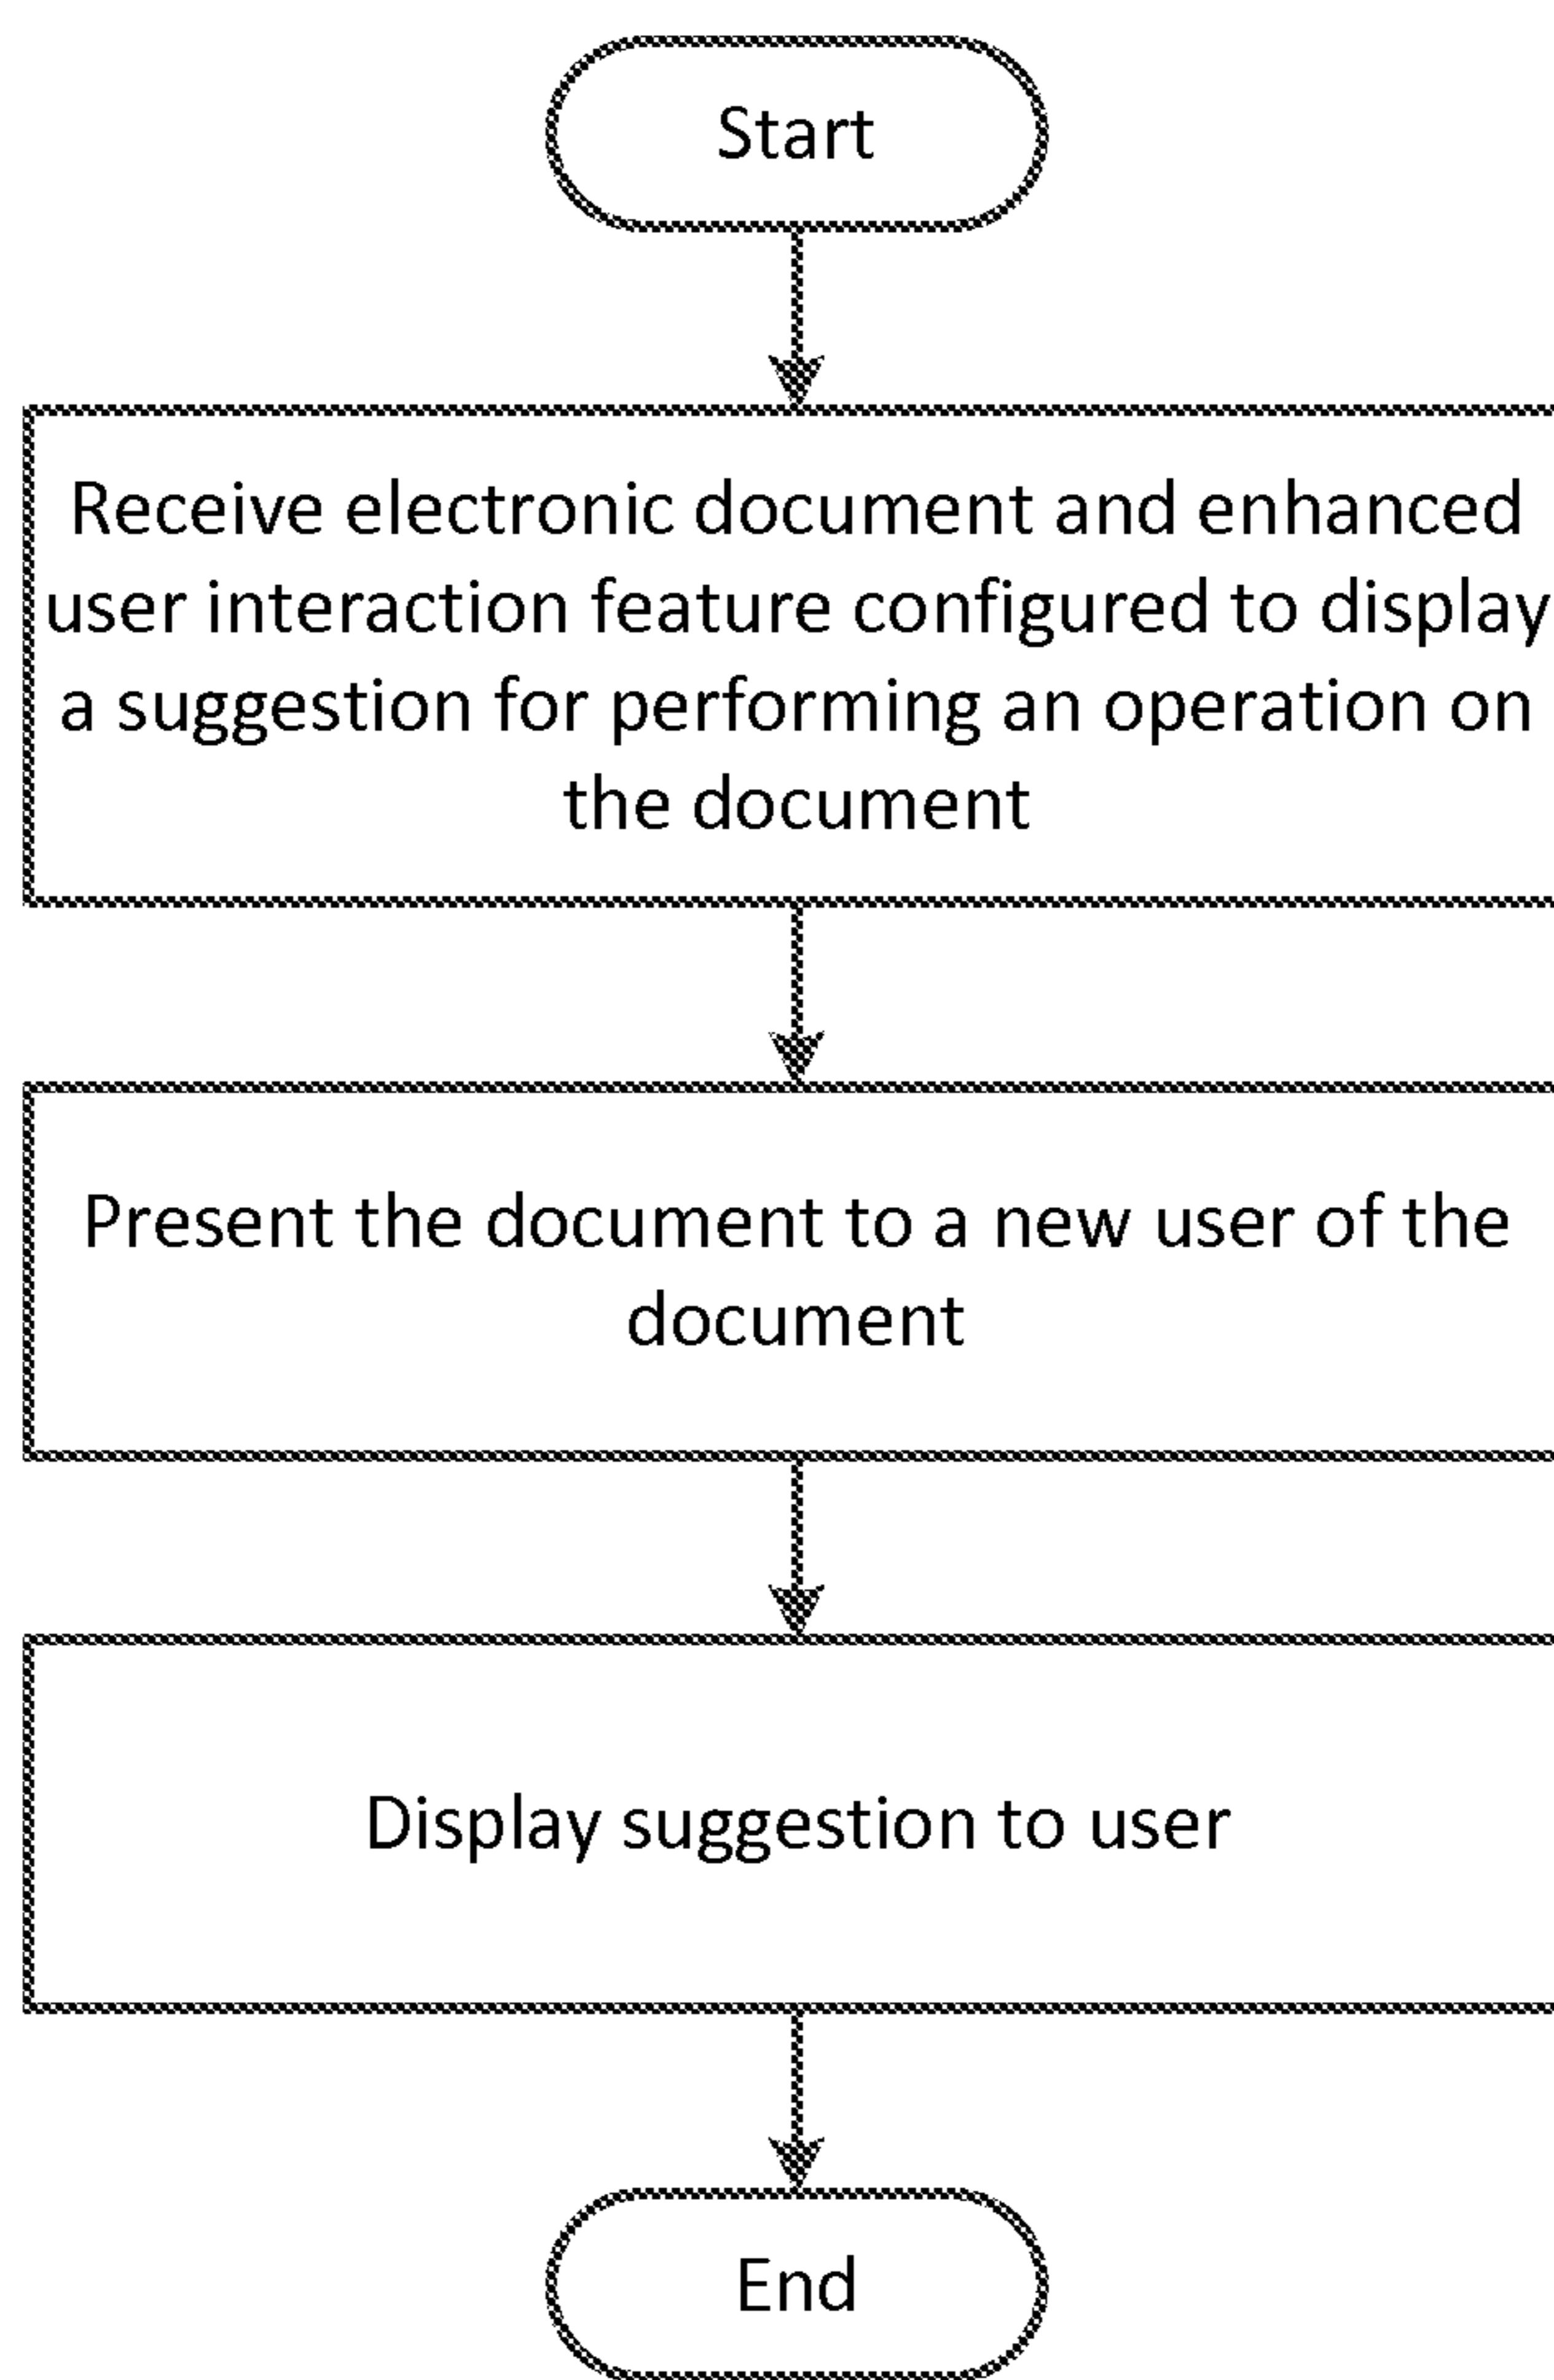 Start
Receive electronic document and enhanced
user interaction feature configured to display
a suggestion for performing an operation on
the document
Present the document to a new user of the
document
Display suggestion to user
End